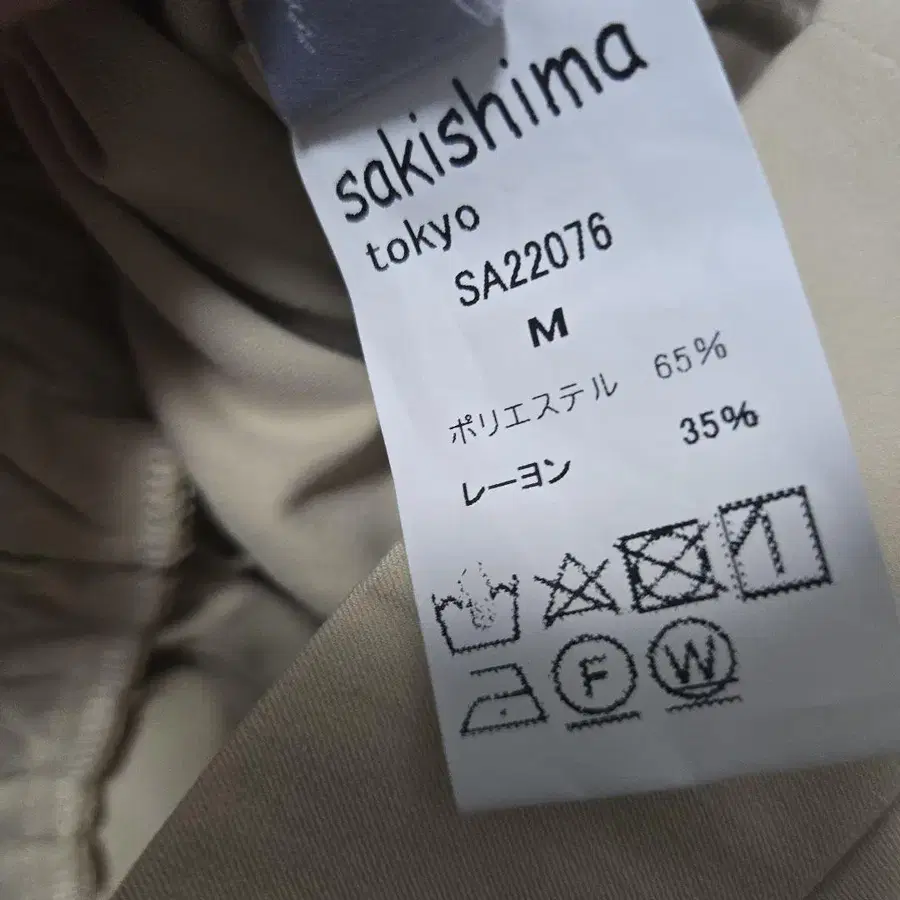 sakishima
tokyo
SA22076
M
ポリエステル 65%
レーヨン 35%
F W